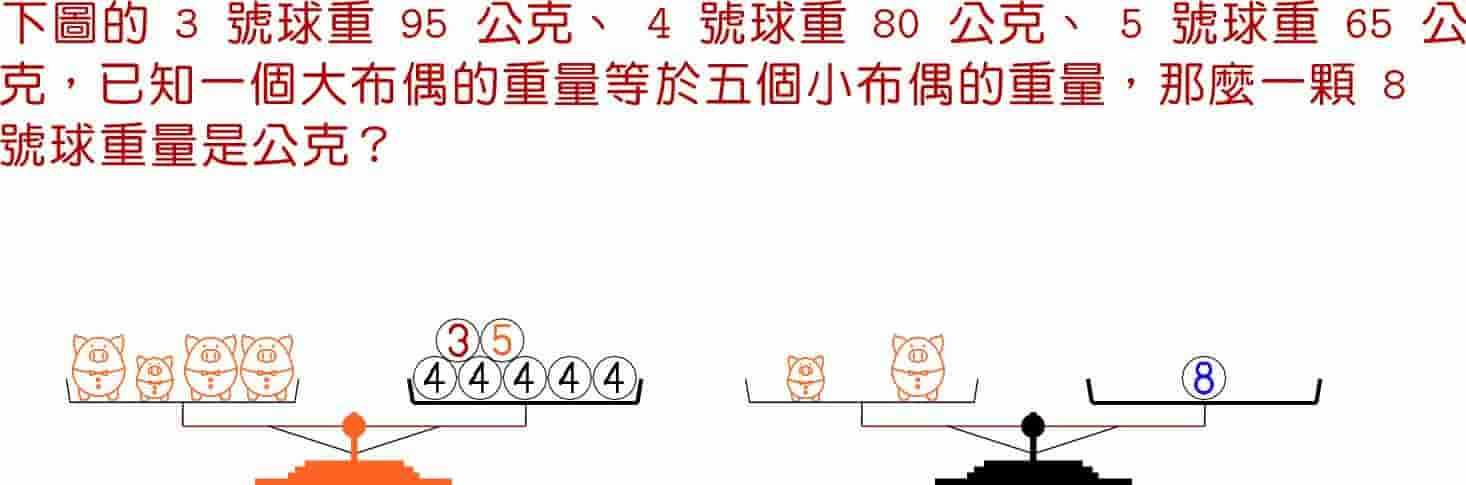 下圖的 3 號球重 95 公克、 4 號球重 80 公克、 5 號球重 65 公
克，已知一個大布偶的重量等於五個小布偶的重量，那麼一顆 8
號球重量是公克？
3 5
4 4 4 4 4
8